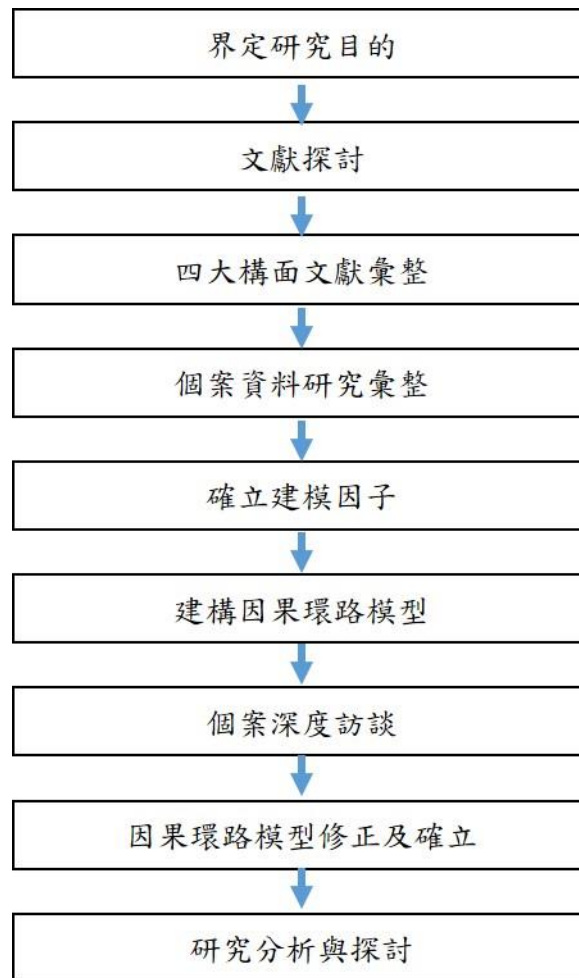 界定研究目的
文獻探討
四大構面文獻彙整
個案資料研究彙整
確立建模因子
建構因果環路模型
個案深度訪談
因果環路模型修正及確立
研究分析與探討